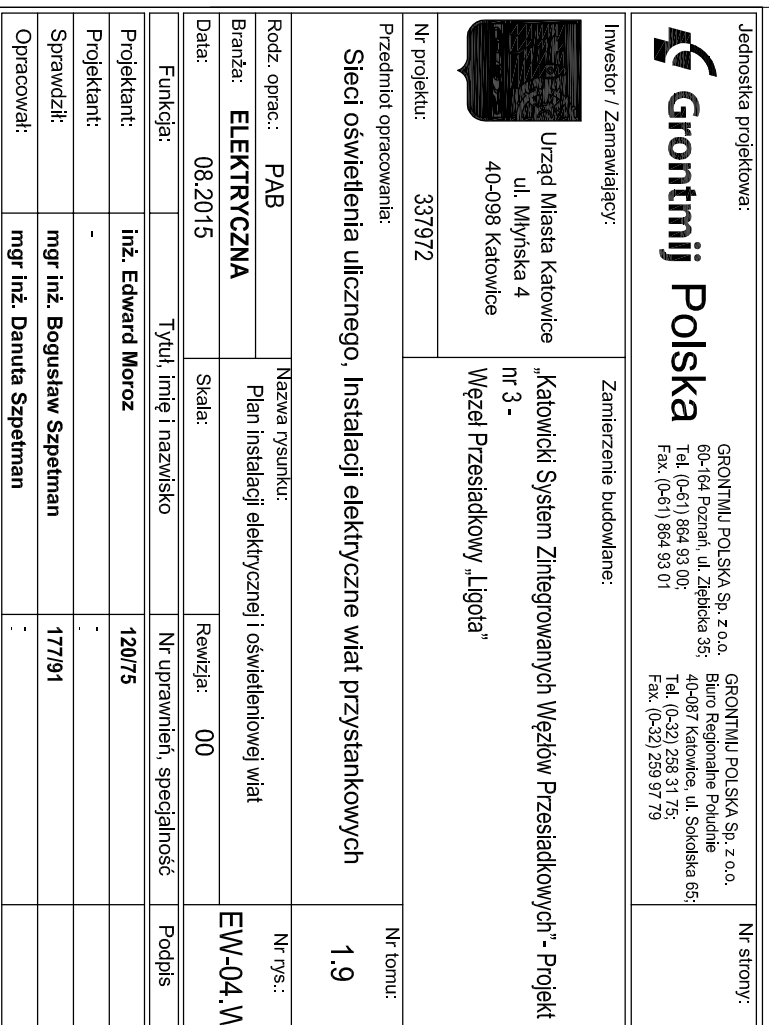 Jednostka projektowa:
Grontmij Polska
GRONTMIJ POLSKA Sp. z o.o.
60-164 Poznań, ul. Ziębicka 35;
Tel. (0-61) 864 93 00;
Fax. (0-61) 864 93 01
GRONTMIJ POLSKA Sp. z o.o.
Biuro Regionalne Południe
40-087 Katowice, ul. Sokolska 65;
Tel. (0-32) 258 31 75;
Fax. (0-32) 259 97 79
Nr strony:
Inwestor / Zamawiający:
Urząd Miasta Katowice
ul. Młyńska 4
40-098 Katowice
Zamierzenie budowlane:
„Katowicki System Zintegrowanych Węzłów Przesiadkowych”- Projekt
nr 3 -
Węzeł Przesiadkowy „Ligota”
Nr projektu: 337972
Przedmiot opracowania:
Sieci oświetlenia ulicznego, Instalacji elektryczne wiat przystankowych
Nr tomu:
1.9
Rodz. oprac.: PAB
Branża: ELEKTRYCZNA
Nazwa rysunku:
Plan instalacji elektrycznej i oświetleniowej wiat
Nr rys.:
EW-04.W
Data: 08.2015
Skala:
Rewizja: 00
Funkcja: Tytuł, imię i nazwisko Nr uprawnień, specjalność Podpis
Projektant: inż. Edward Moroz 120/75
Projektant: - -
Sprawdził: mgr inż. Bogusław Szpetman 177/91
Opracował: mgr inż. Danuta Szpetman -